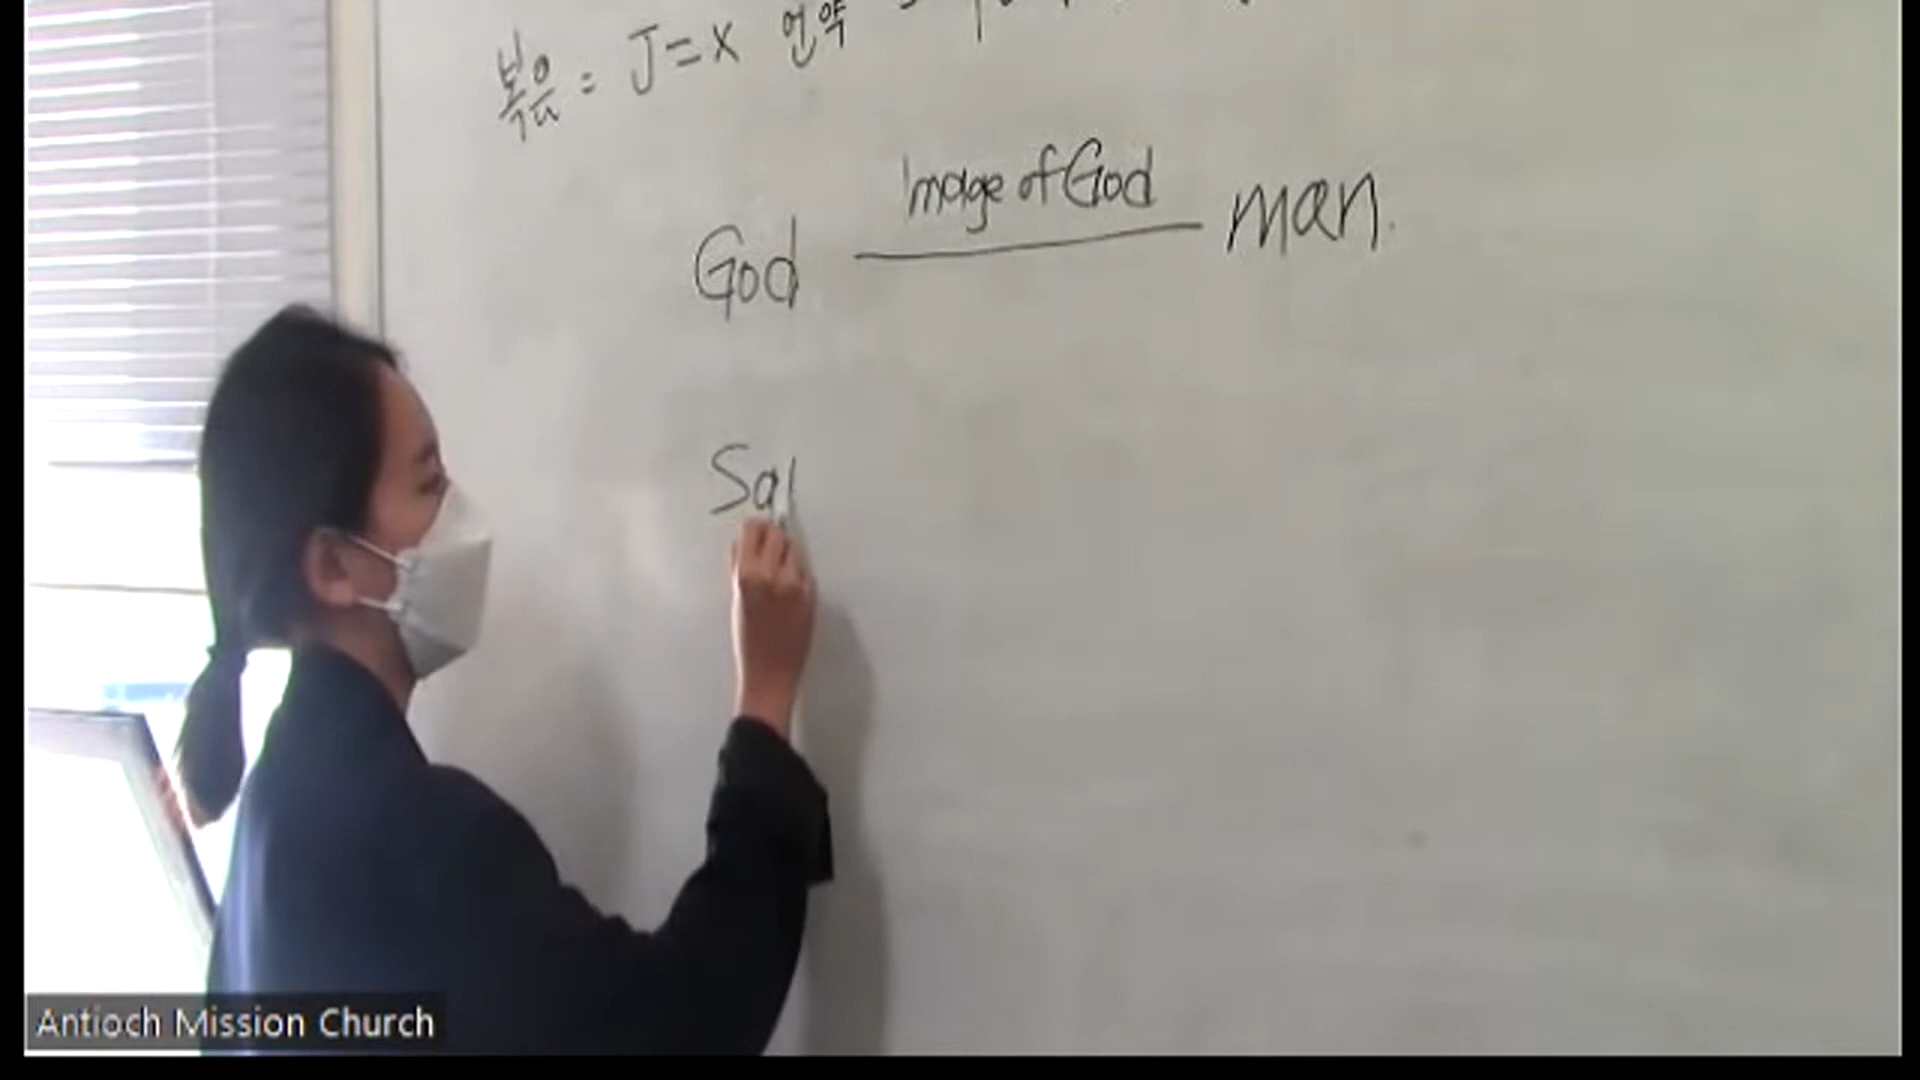 복음 = J=X 언약
Image of God
God man.
Sa
Antioch Mission Church